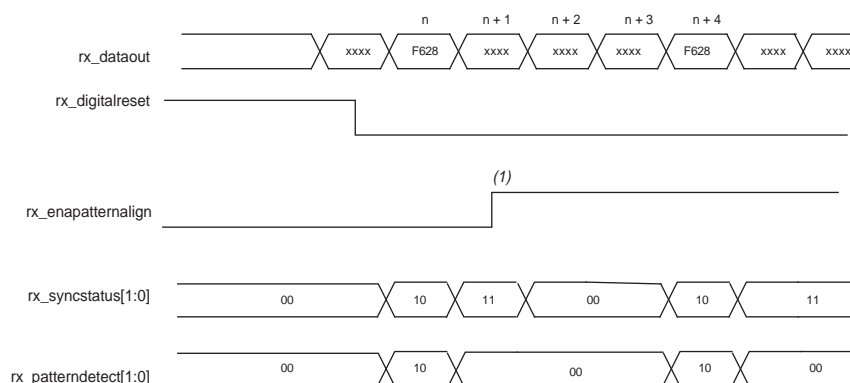 n n + 1 n + 2 n + 3 n + 4
rx_dataout xxxx F628 xxxx xxxx xxxx F628 xxxx xxxx
rx_digitalreset
(1)
rx_enapatternalign
rx_syncstatus[1:0] 00 10 11 00 10 11
rx_patterndetect[1:0] 00 10 00 10 00